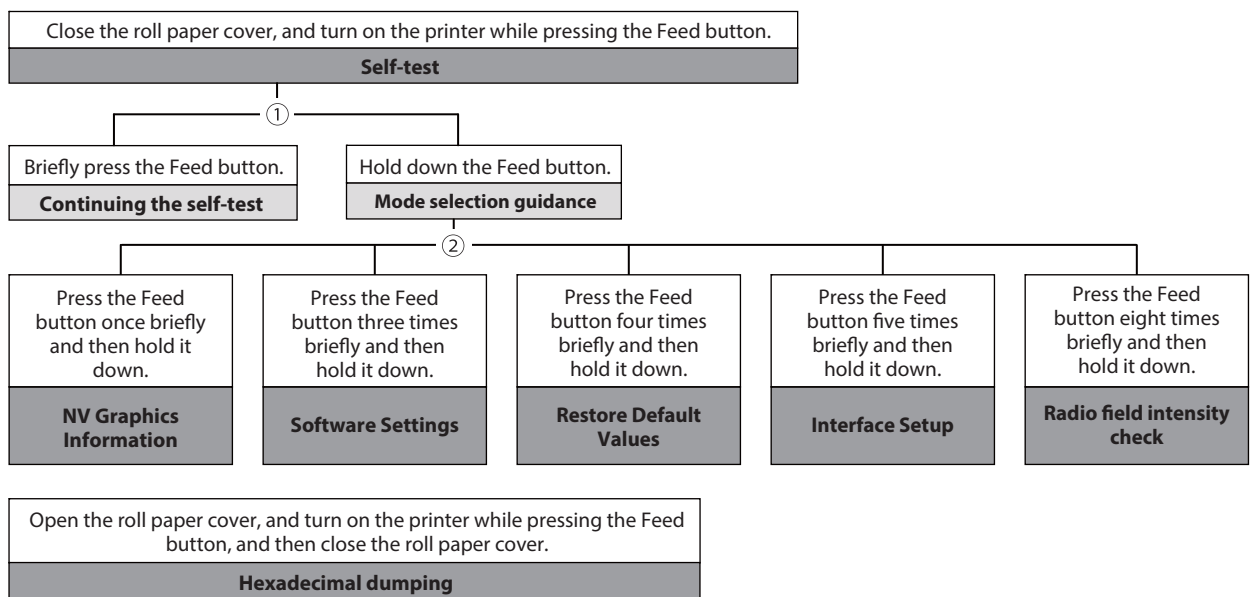 Close the roll paper cover, and turn on the printer while pressing the Feed button.
Self-test
①
Briefly press the Feed button.
Continuing the self-test
Hold down the Feed button.
Mode selection guidance
②
Press the Feed
button once briefly
and then hold it
down.
NV Graphics
Information
Press the Feed
button three times
briefly and then
hold it down.
Software Settings
Press the Feed
button four times
briefly and then
hold it down.
Restore Default
Values
Press the Feed
button five times
briefly and then
hold it down.
Interface Setup
Press the Feed
button eight times
briefly and then
hold it down.
Radio field intensity
check
Open the roll paper cover, and turn on the printer while pressing the Feed
button, and then close the roll paper cover.
Hexadecimal dumping